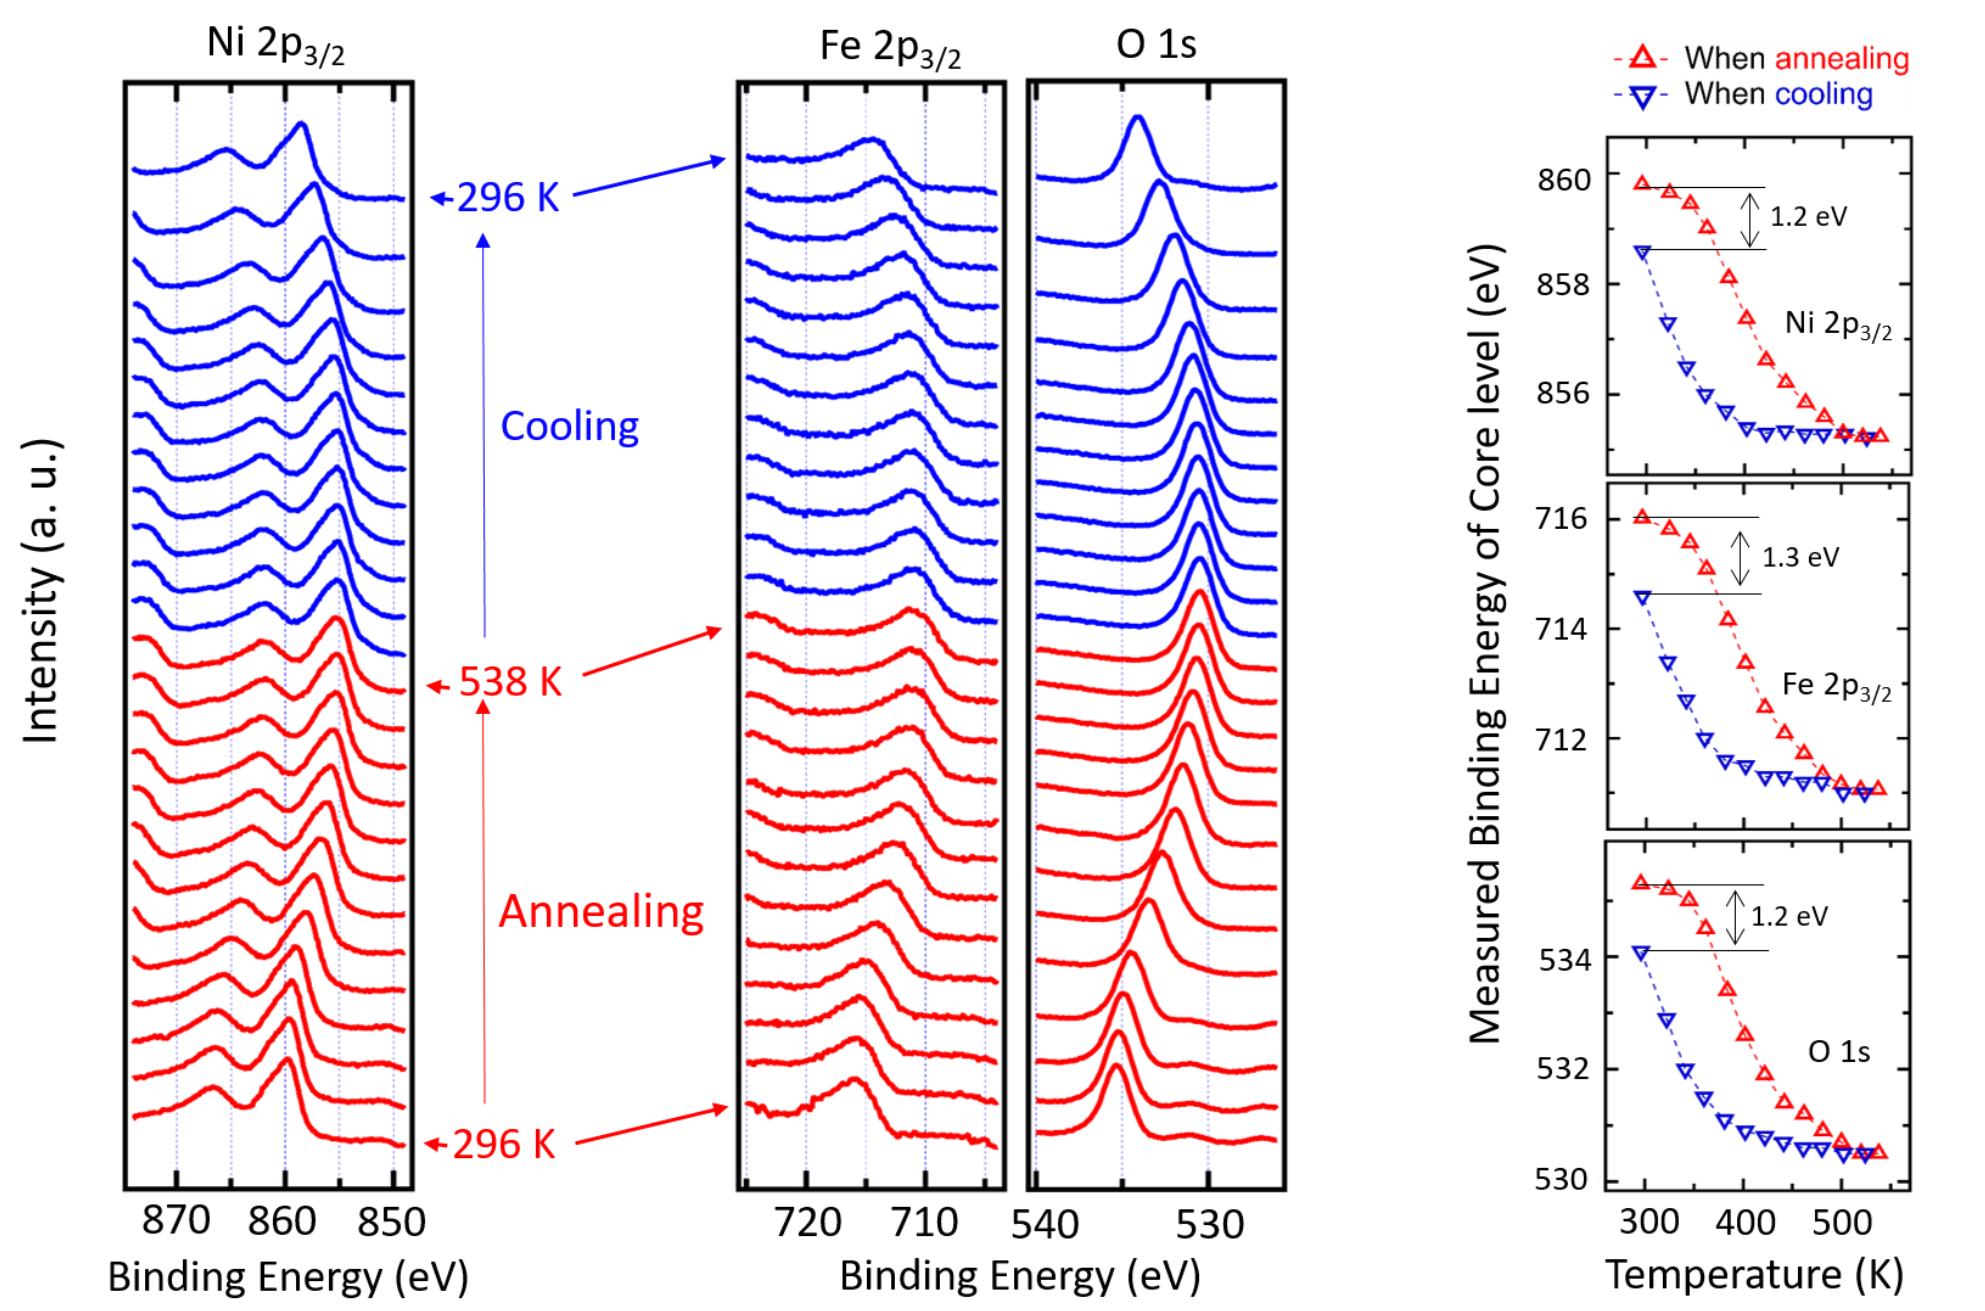 Ni 2p3/2
Fe 2p3/2
O 1s
Intensity (a. u.)
296 K
Cooling
538 K
Annealing
296 K
870 860 850
720 710
540 530
Binding Energy (eV)
Binding Energy (eV)
When annealing
When cooling
Measured Binding Energy of Core level (eV)
860
858
856
1.2 eV
Ni 2p3/2
716
714
712
1.3 eV
Fe 2p3/2
534
532
530
1.2 eV
O 1s
300 400 500
Temperature (K)